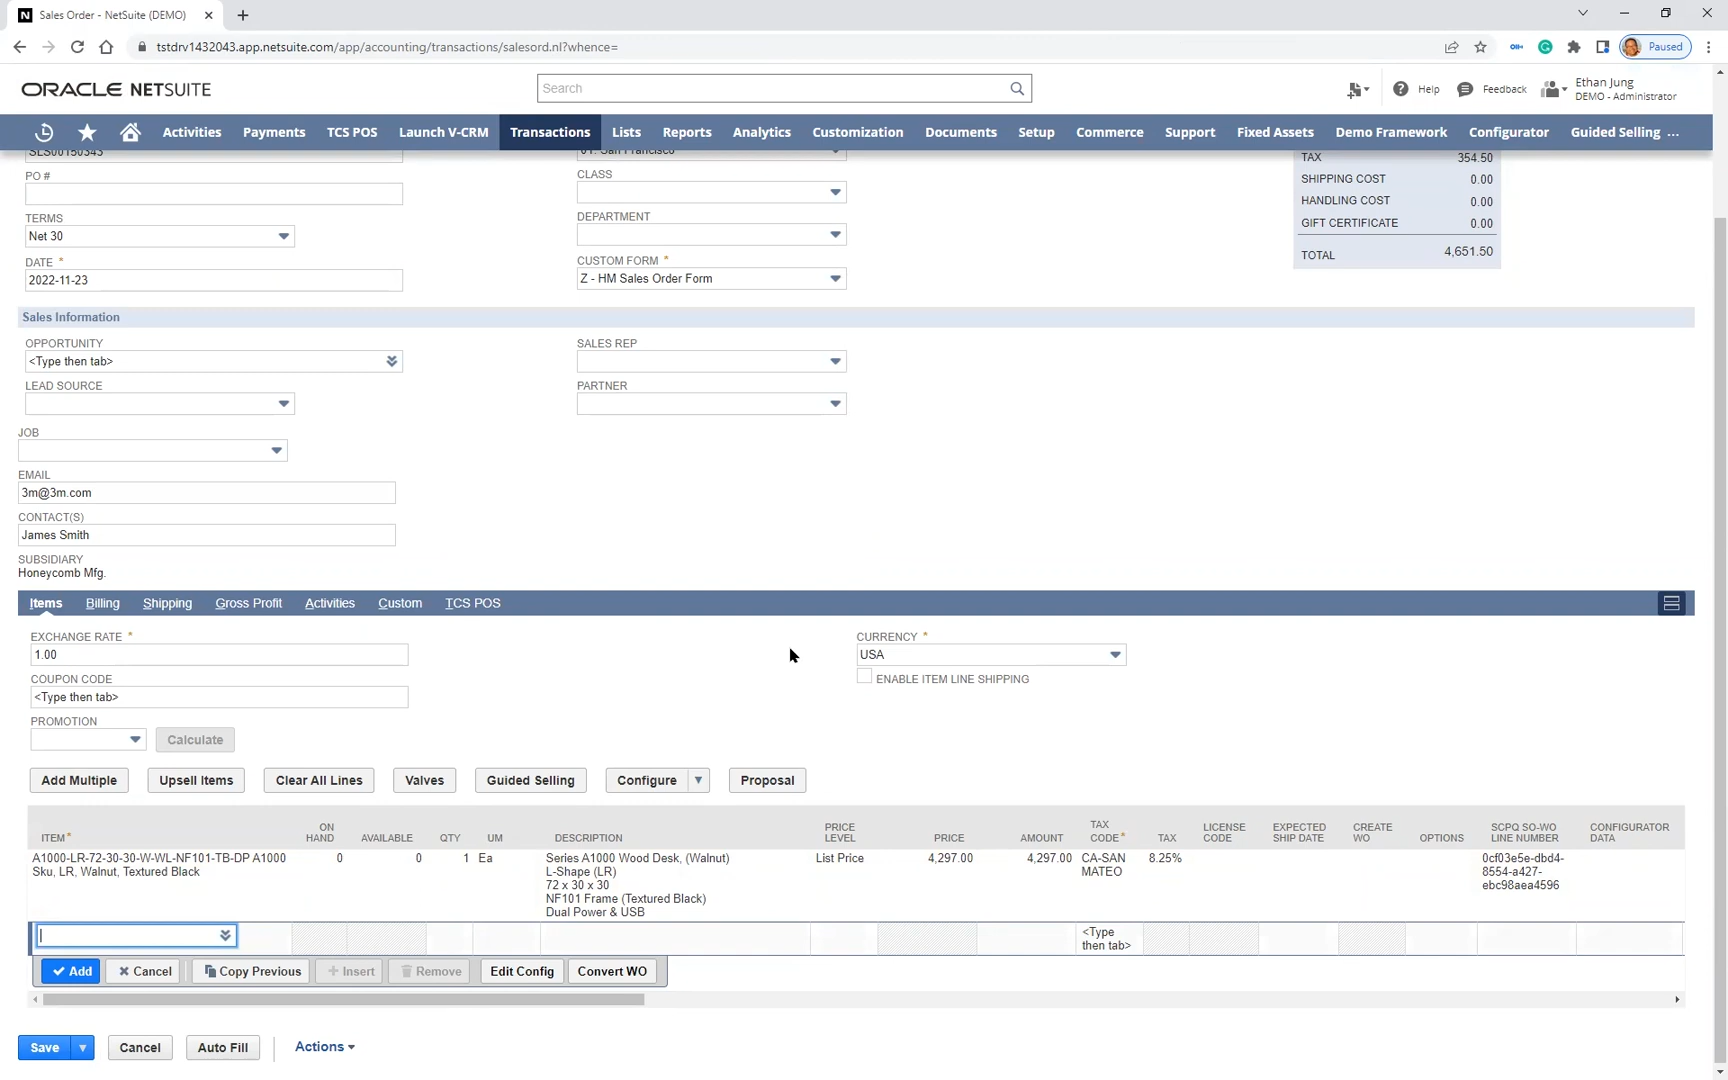 Sales Order - NetSuite (DEMO)
tstdrv1432043.app.netsuite.com/app/accounting/transactions/salesord.nl?whence=
Paused
ORACLE NETSUITE
Search
Help
Feedback
Ethan Jung
DEMO - Administrator
Activities Payments TCS POS Launch V-CRM Transactions Lists Reports Analytics Customization Documents Setup Commerce Support Fixed Assets Demo Framework Configurator Guided Selling ...
SLS00150343
01: San Francisco
TAX 354.50
PO #
CLASS
SHIPPING COST 0.00
HANDLING COST 0.00
TERMS
DEPARTMENT
GIFT CERTIFICATE 0.00
Net 30
TOTAL 4,651.50
DATE *
CUSTOM FORM *
2022-11-23
Z - HM Sales Order Form
Sales Information
OPPORTUNITY
SALES REP
<Type then tab>
LEAD SOURCE
PARTNER
JOB
EMAIL
3m@3m.com
CONTACT(S)
James Smith
SUBSIDIARY
Honeycomb Mfg.
Items Billing Shipping Gross Profit Activities Custom TCS POS
EXCHANGE RATE *
CURRENCY *
1.00
USA
COUPON CODE
ENABLE ITEM LINE SHIPPING
<Type then tab>
PROMOTION
Calculate
Add Multiple Upsell Items Clear All Lines Valves Guided Selling Configure Proposal
ITEM * ON HAND AVAILABLE QTY UM DESCRIPTION PRICE LEVEL PRICE AMOUNT TAX CODE * TAX LICENSE CODE EXPECTED SHIP DATE CREATE WO OPTIONS SCPQ SO-WO LINE NUMBER CONFIGURATOR DATA
A1000-LR-72-30-30-W-WL-NF101-TB-DP A1000 0 0 1 Ea Series A1000 Wood Desk, (Walnut) List Price 4,297.00 4,297.00 CA-SAN 8.25% 0cf03e5e-dbd4-
Sku, LR, Walnut, Textured Black L-Shape (LR) MATEO 8554-a427-
72 x 30 x 30 ebc98aea4596
NF101 Frame (Textured Black)
Dual Power & USB
<Type
then tab>
Add Cancel Copy Previous + Insert Remove Edit Config Convert WO
Save Cancel Auto Fill Actions